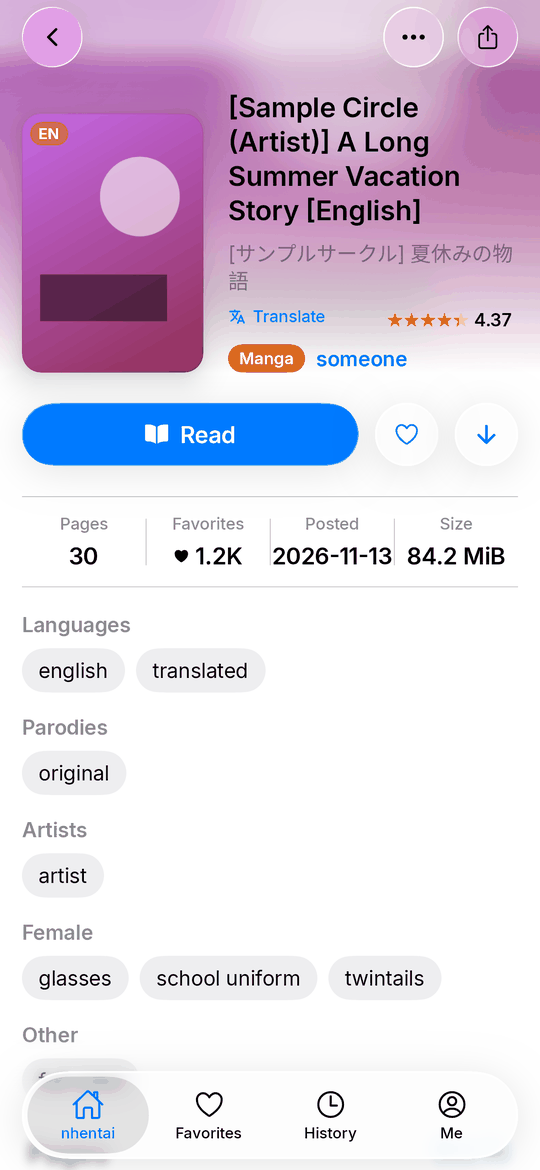 EN
[Sample Circle
(Artist)] A Long
Summer Vacation
Story [English]
[サンプルサークル] 夏休みの物
語
Translate
4.37
Manga someone
Read
Pages Favorites Posted Size
30 1.2K 2026-11-13 84.2 MiB
Languages
english translated
Parodies
original
Artists
artist
Female
glasses school uniform twintails
Other
nhentai Favorites History Me